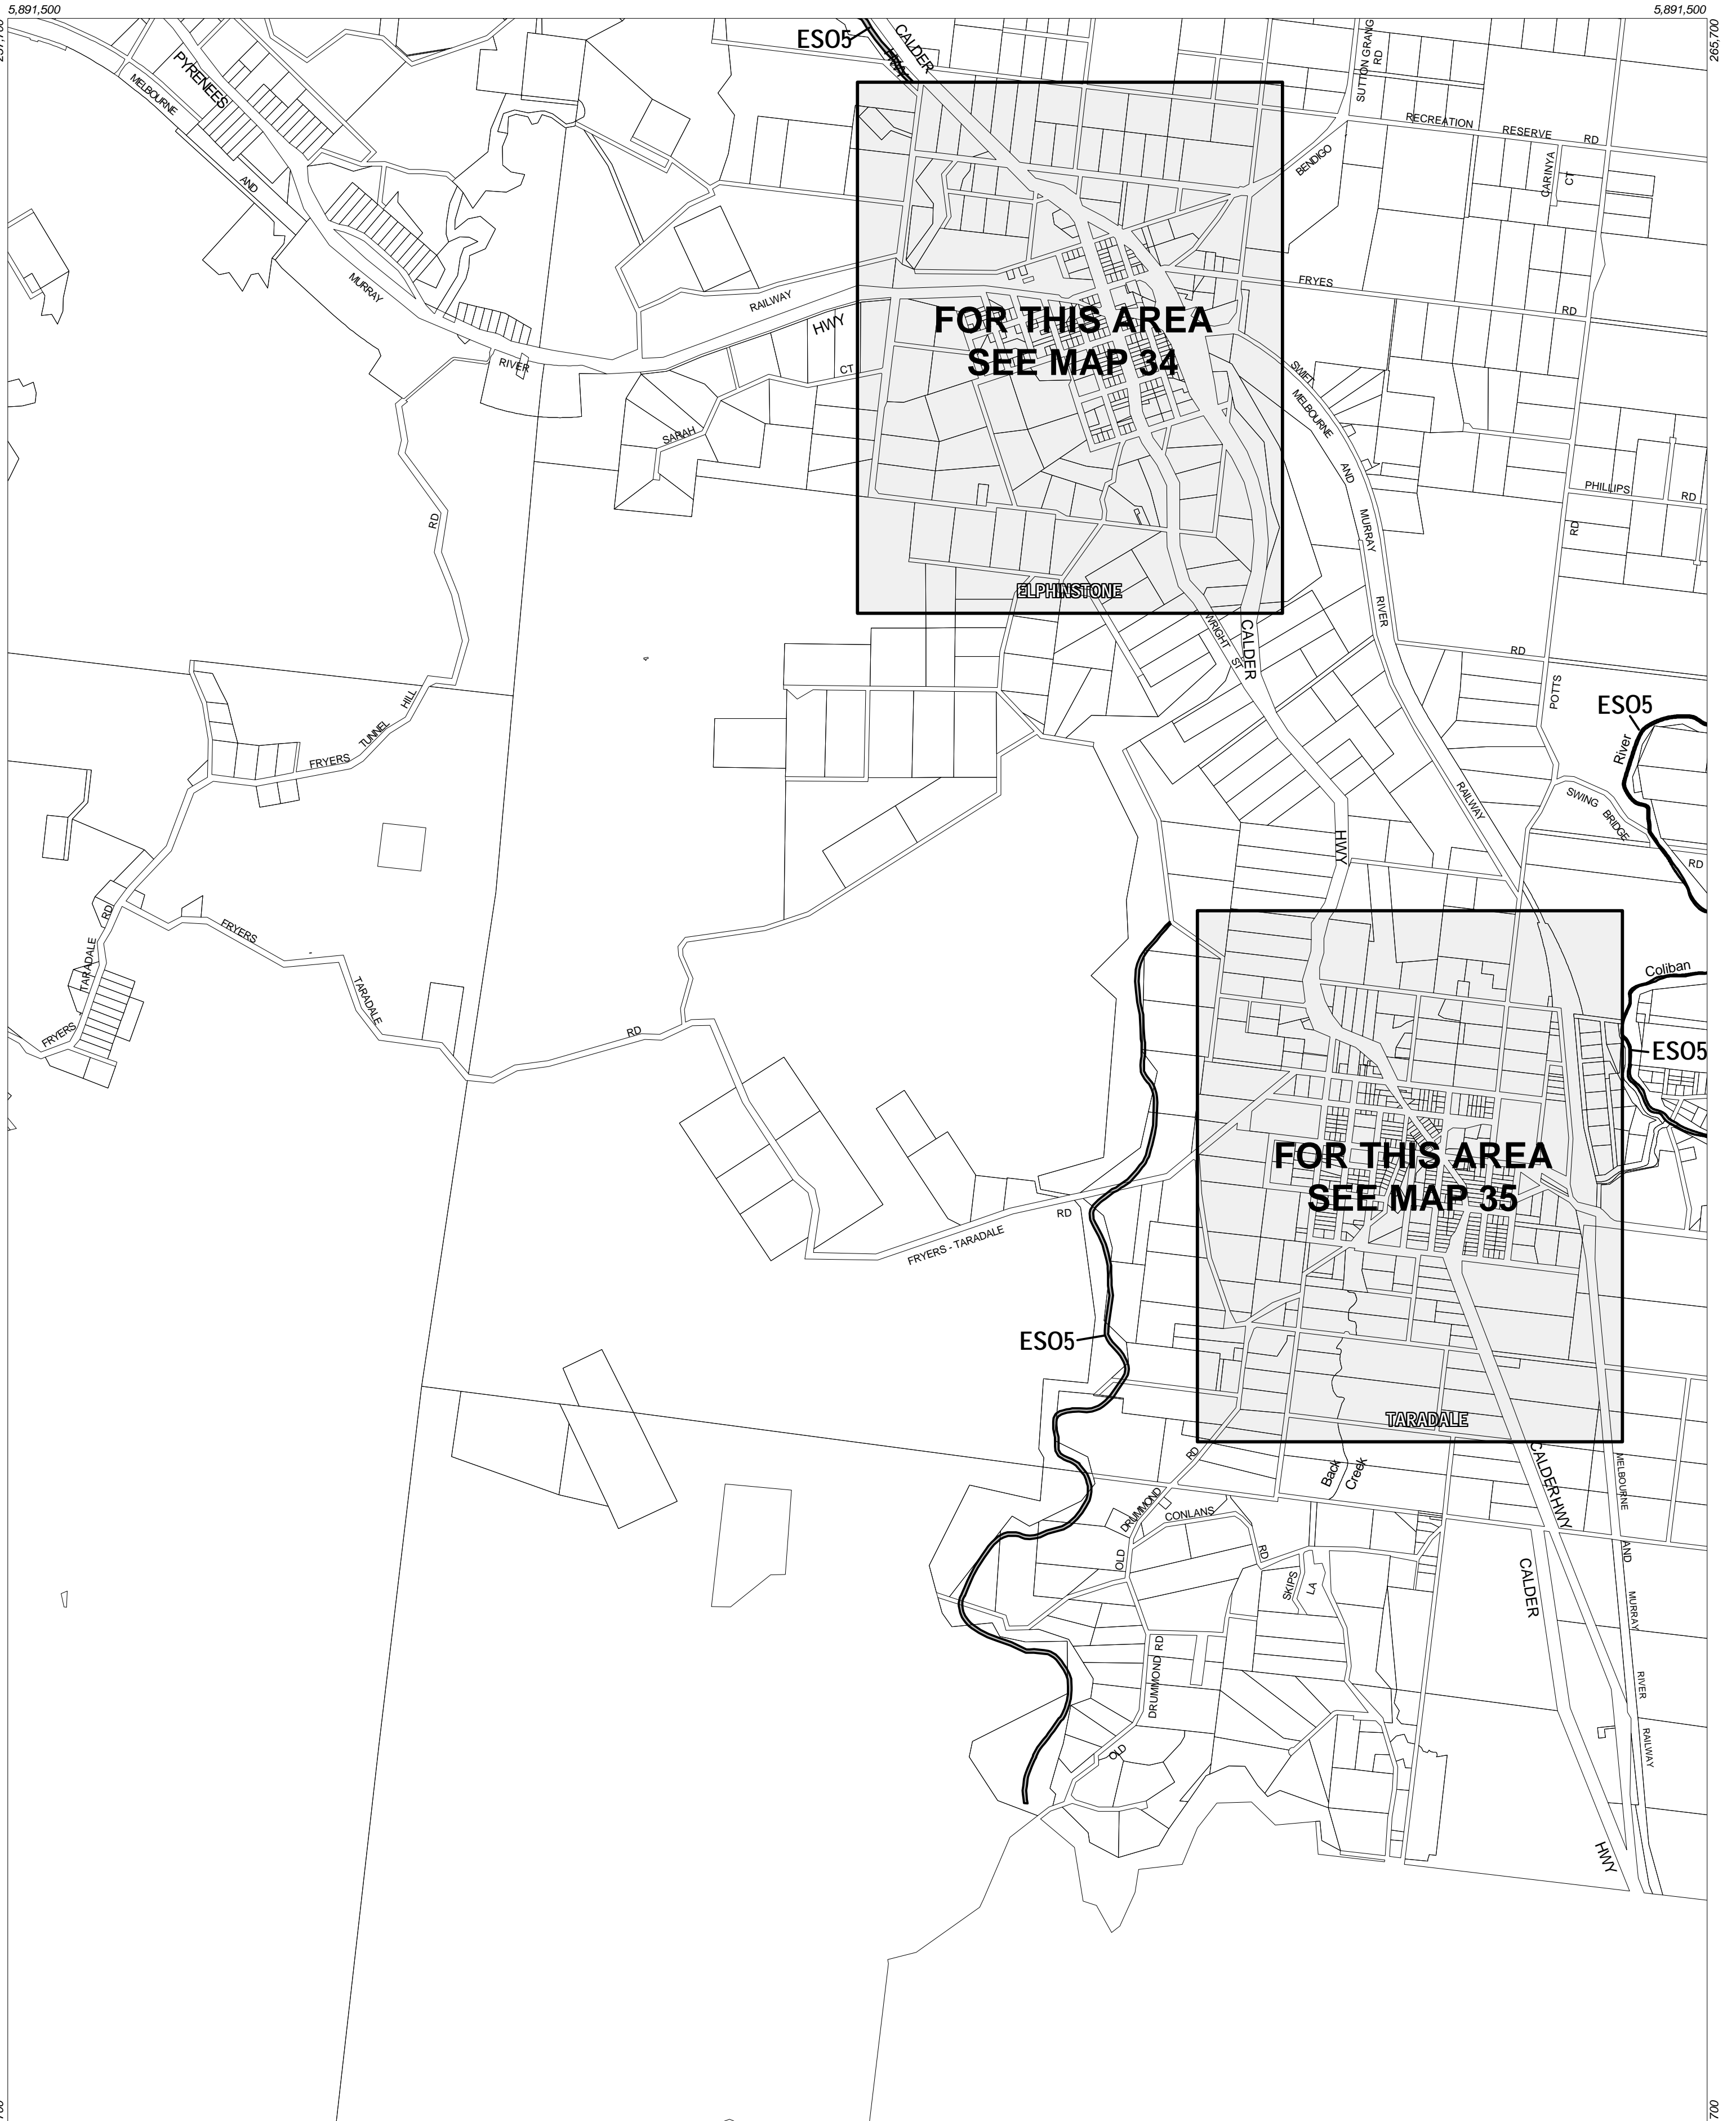 5,891,500
5,891,500
265,700
ESO5
CALDER
HWY
SUTTON GRANG
RD
PYRENEES
MELBOURNE
AND
MURRAY
RIVER
RAILWAY
HWY
CT
SARAH
RECREATION RESERVE RD
BENDIGO
CARINYA
CT
FRYES
RD
FOR THIS AREA
SEE MAP 34
SWIFT
MELBOURNE
AND
MURRAY
RIVER
PHILLIPS RD
RD
RD
ELPHINSTONE
WRIGHT ST
CALDER
RD
POTTS
ESO5
River
RD
HILL
TUNNEL
FRYERS
RAILWAY
SWING
BRIDGE
RD
HWY
RD
FRYERS
TARADALE
TARADALE
FRYERS
RD
Coliban
ESO5
FOR THIS AREA
SEE MAP 35
RD
FRYERS - TARADALE
ESO5
TARADALE
RD
Back
Creek
CALDER HWY
MELBOURNE
DRUMMOND
CONLANS
OLD
RD
SKIPS
LA
AND
CALDER
MURRAY
DRUMMOND RD
RIVER
OLD
RAILWAY
HWY